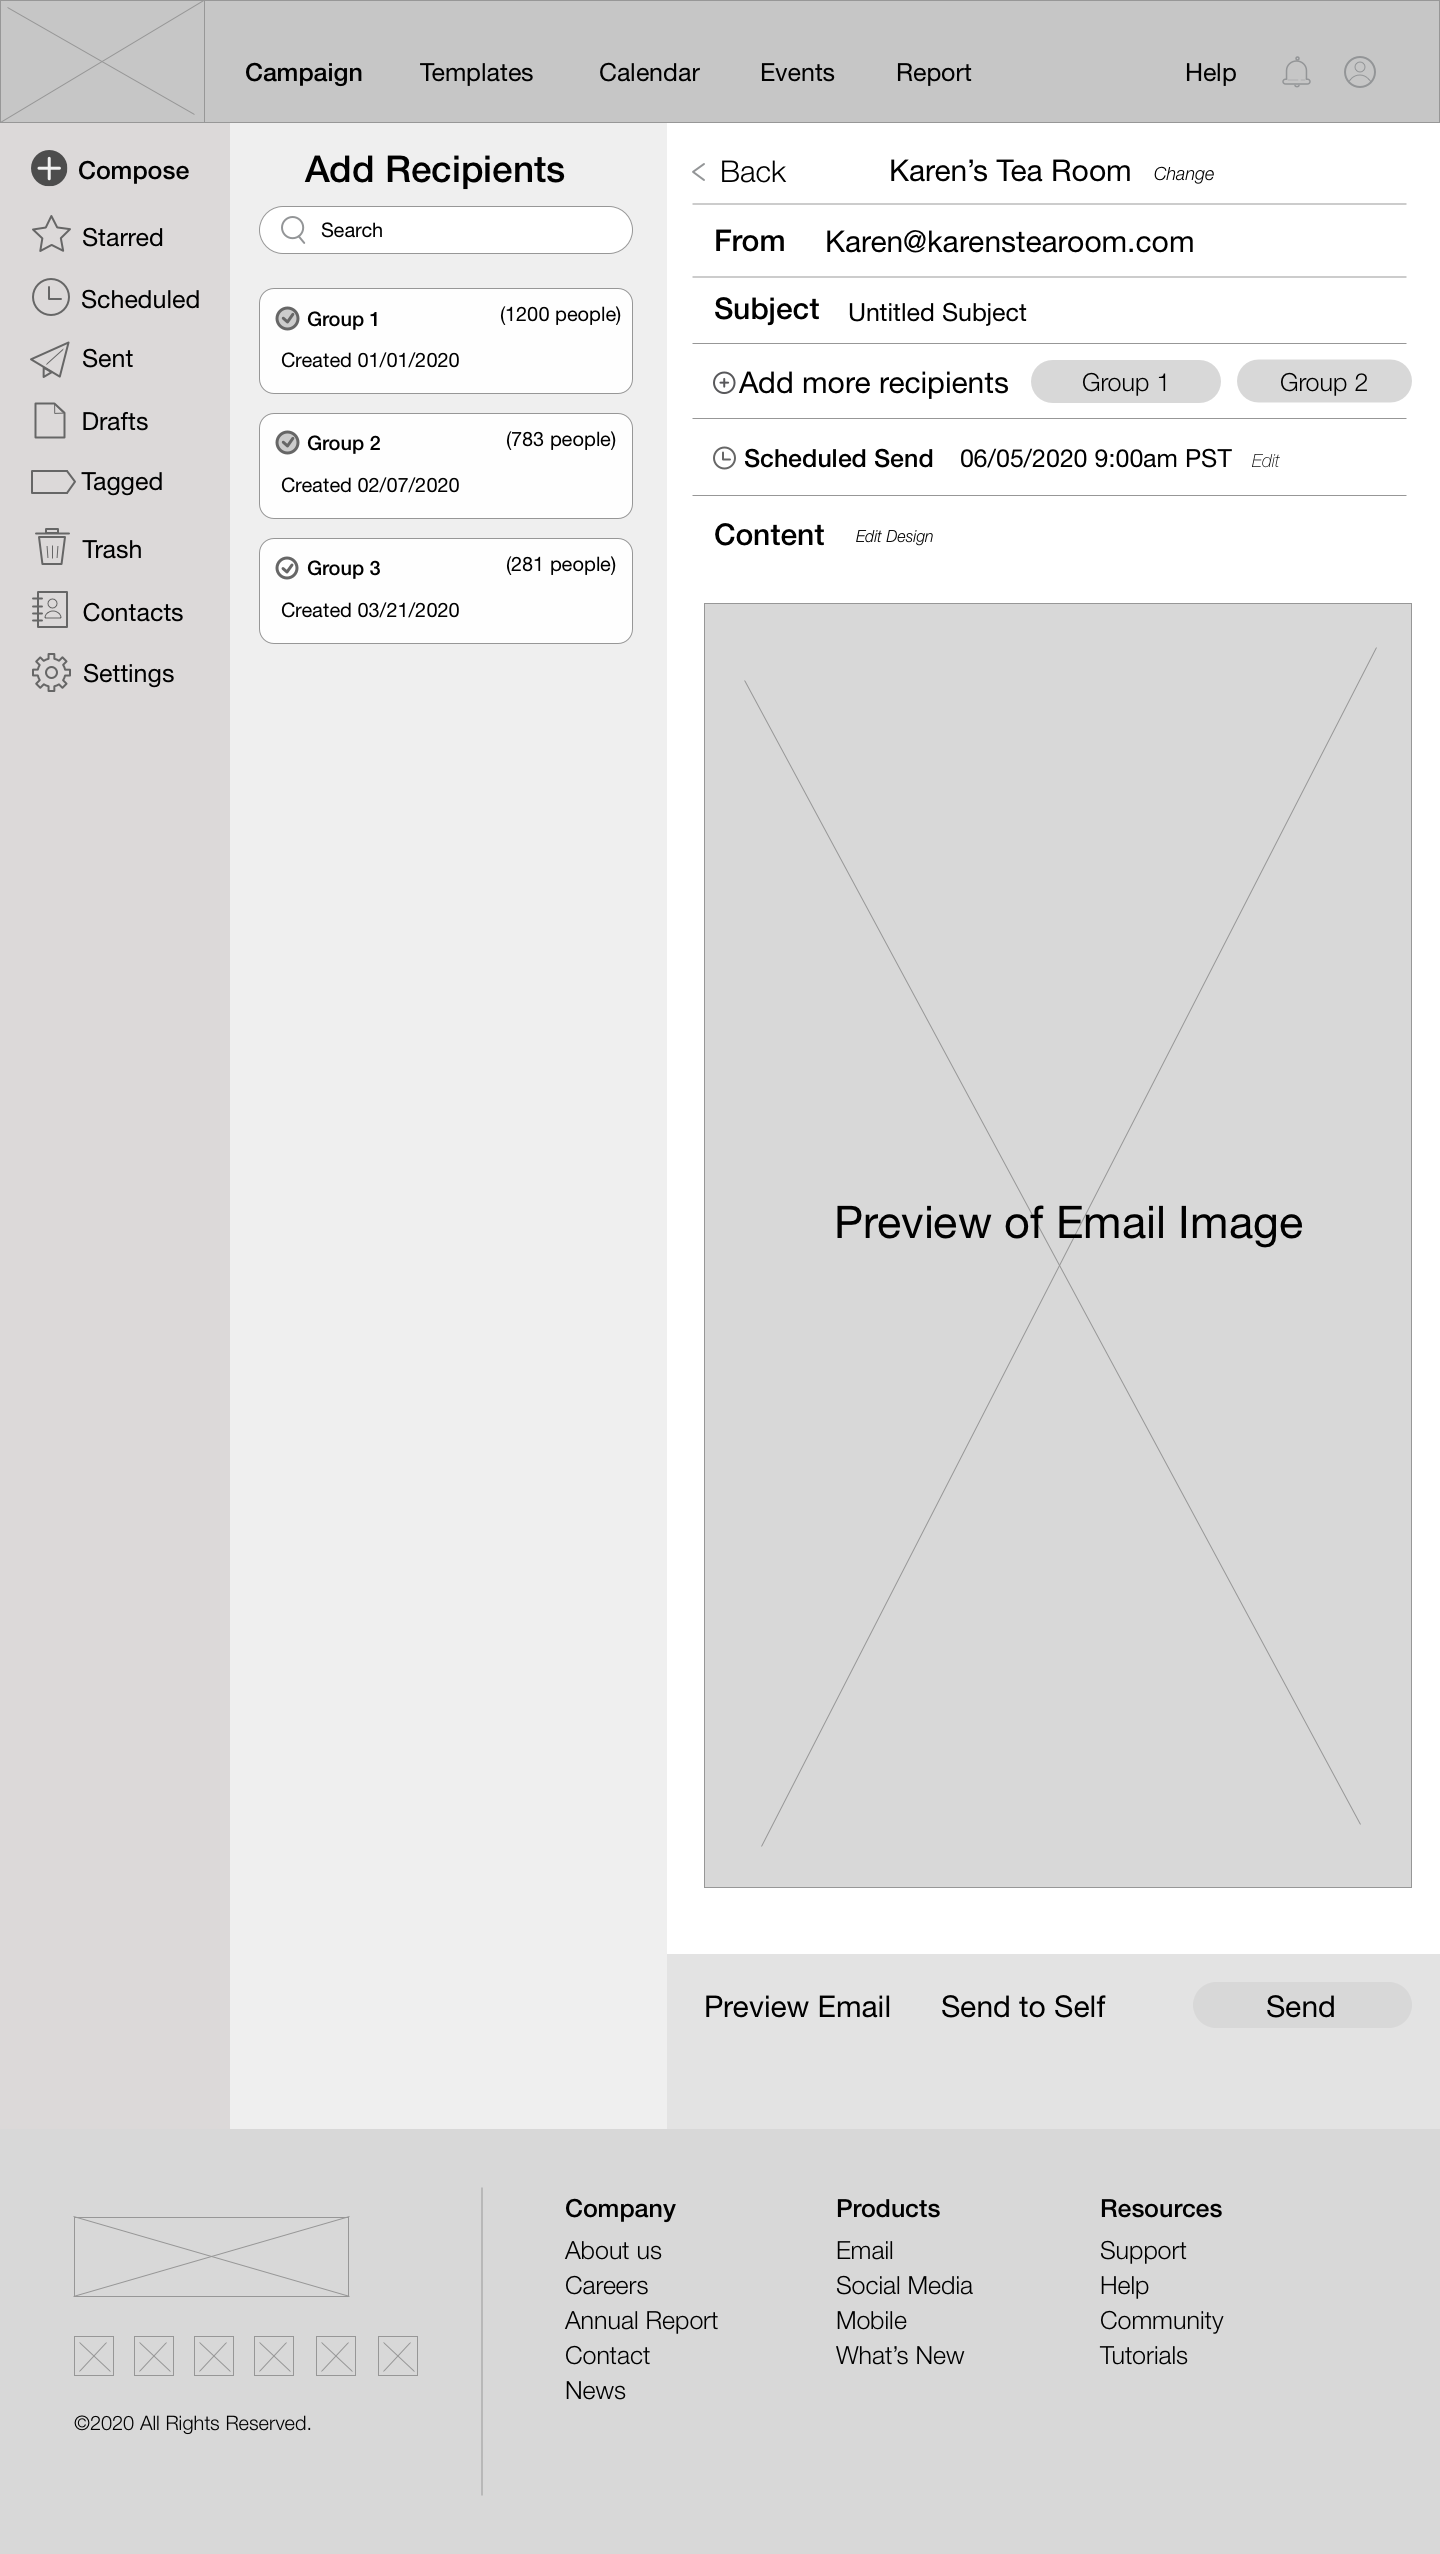 Campaign Templates Calendar Events Report Help
Compose
Starred
Scheduled
Sent
Drafts
Tagged
Trash
Contacts
Settings
Add Recipients
Search
Group 1 (1200 people)
Created 01/01/2020
Group 2 (783 people)
Created 02/07/2020
Group 3 (281 people)
Created 03/21/2020
< Back Karen’s Tea Room Change
From Karen@karenstearoom.com
Subject Untitled Subject
Add more recipients Group 1 Group 2
Scheduled Send 06/05/2020 9:00am PST Edit
Content Edit Design
Preview of Email Image
Preview Email Send to Self Send
©2020 All Rights Reserved.
Company
About us
Careers
Annual Report
Contact
News
Products
Email
Social Media
Mobile
What’s New
Resources
Support
Help
Community
Tutorials